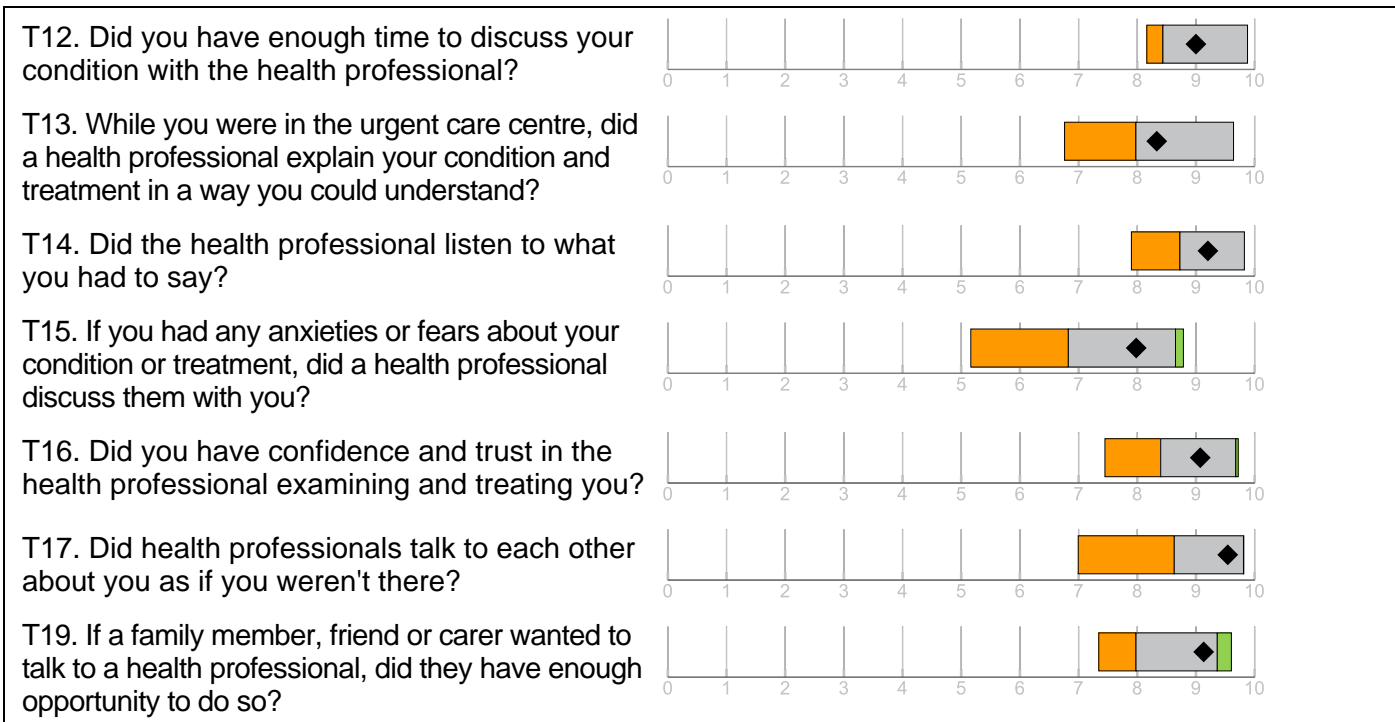 T12. Did you have enough time to discuss your
condition with the health professional?
0 1 2 3 4 5 6 7 8 9 10
T13. While you were in the urgent care centre, did
a health professional explain your condition and
treatment in a way you could understand?
0 1 2 3 4 5 6 7 8 9 10
T14. Did the health professional listen to what
you had to say?
0 1 2 3 4 5 6 7 8 9 10
T15. If you had any anxieties or fears about your
condition or treatment, did a health professional
discuss them with you?
0 1 2 3 4 5 6 7 8 9 10
T16. Did you have confidence and trust in the
health professional examining and treating you?
0 1 2 3 4 5 6 7 8 9 10
T17. Did health professionals talk to each other
about you as if you weren't there?
0 1 2 3 4 5 6 7 8 9 10
T19. If a family member, friend or carer wanted to
talk to a health professional, did they have enough
opportunity to do so?
0 1 2 3 4 5 6 7 8 9 10